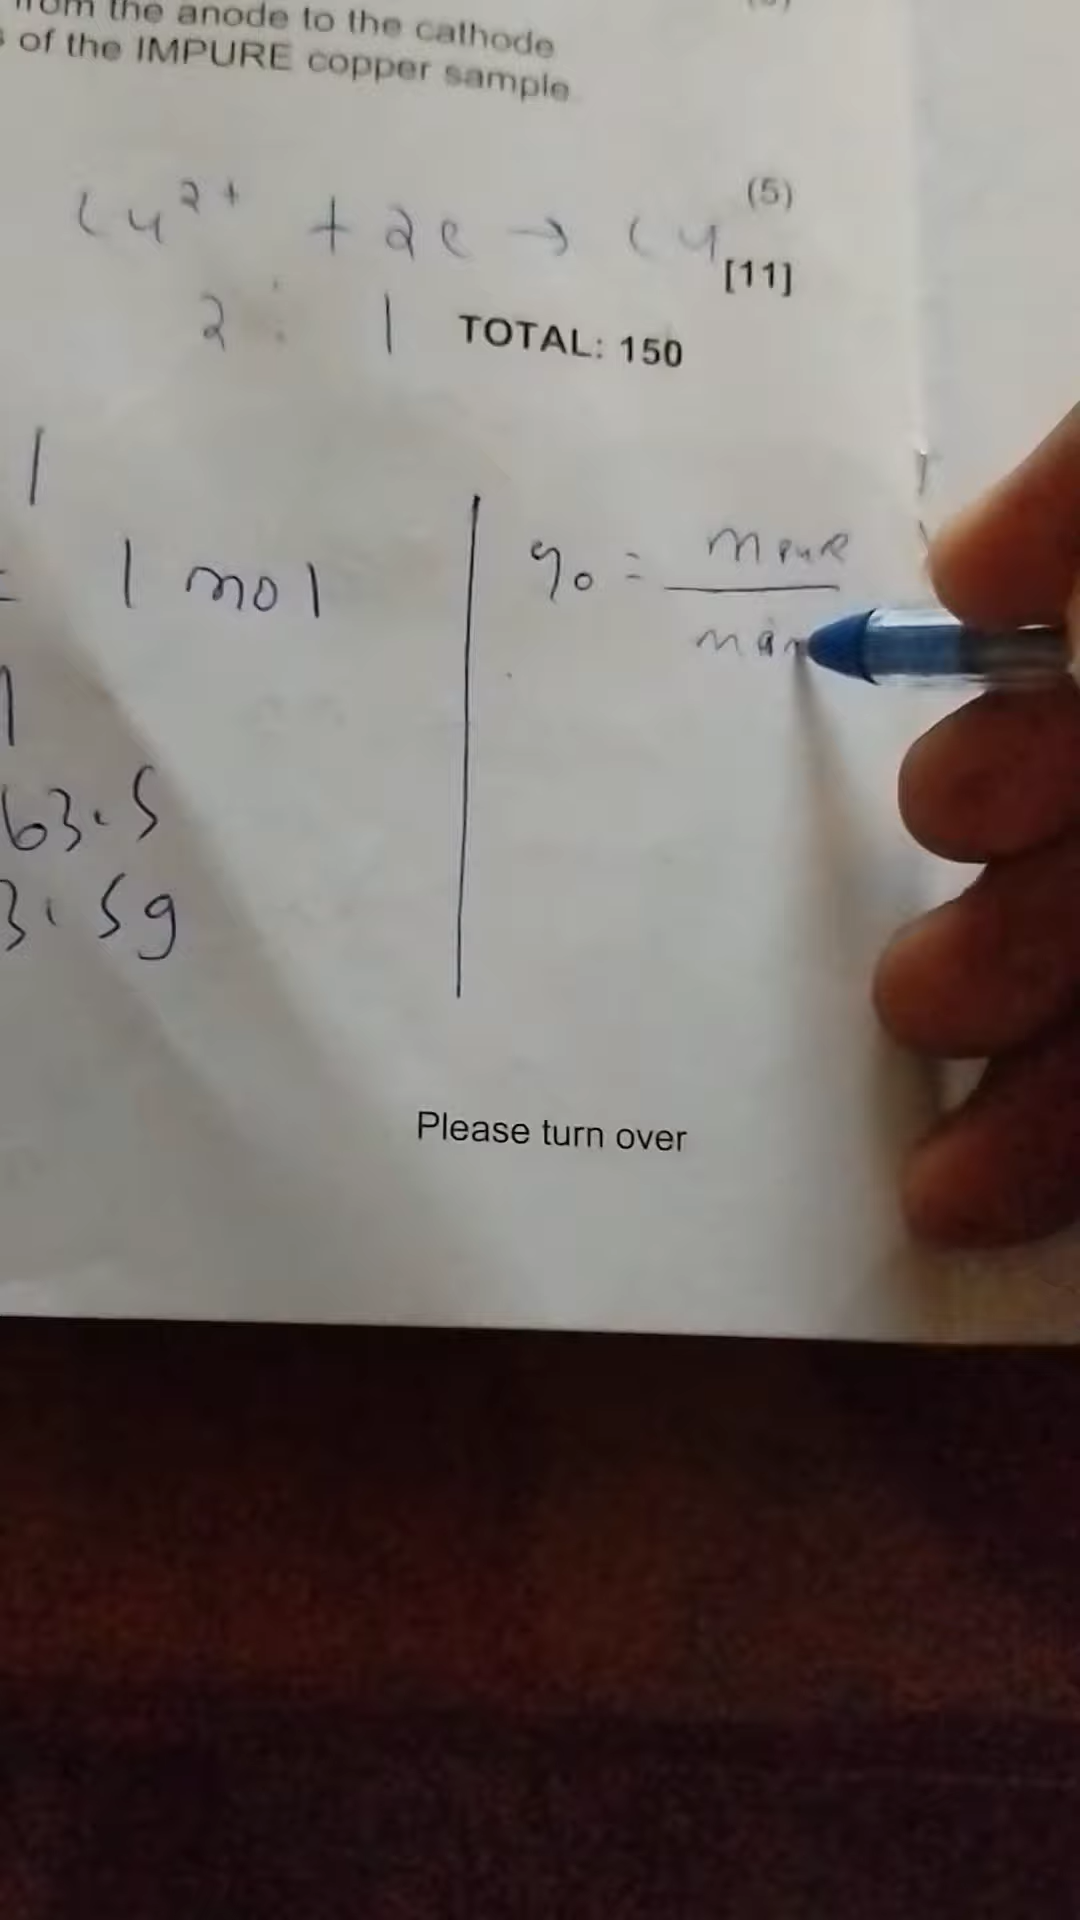 from the anode to the cathode
of the IMPURE copper sample
(5)
Cu²⁺ + 2e → Cu
[11]
2 : 1
TOTAL: 150
1
= 1 mol
% = m pure
63.5
3.5g
Please turn over